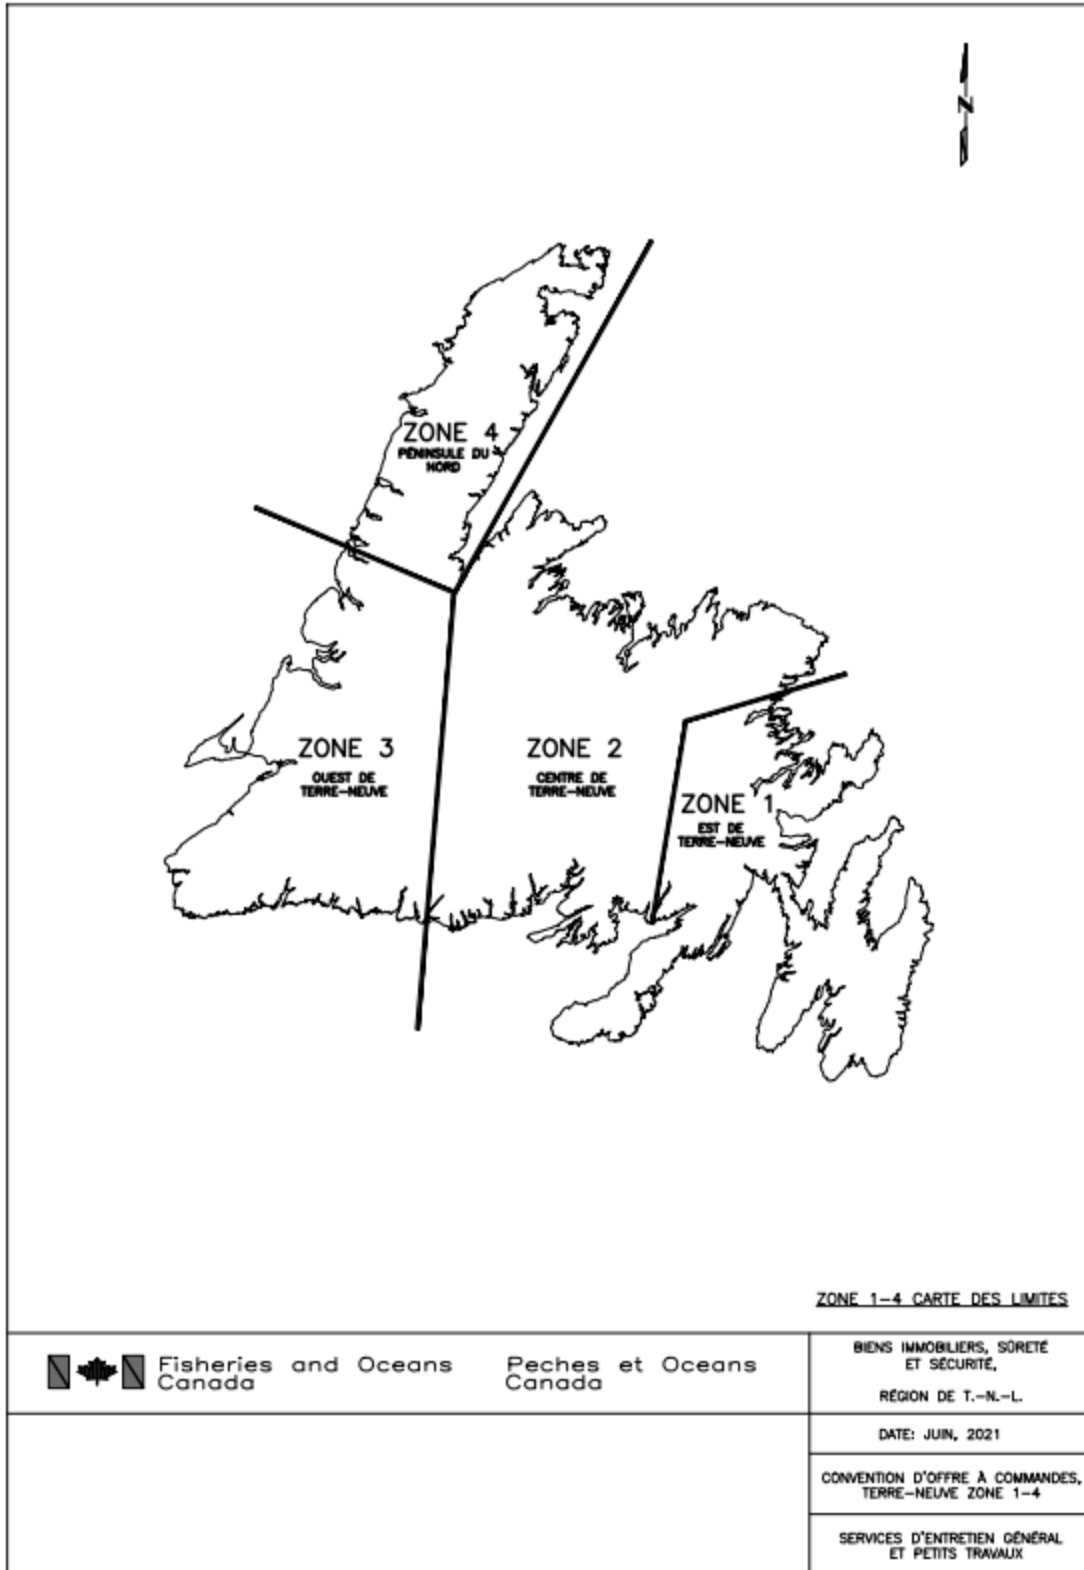 N
ZONE 4
PÉNINSULE DU
NORD
ZONE 3
OUEST DE
TERRE-NEUVE
ZONE 2
CENTRE DE
TERRE-NEUVE
ZONE 1
EST DE
TERRE-NEUVE
ZONE 1-4 CARTE DES LIMITES
Fisheries and Oceans
Canada
Peches et Oceans
Canada
BIENS IMMOBILIERS, SÛRETÉ
ET SÉCURITÉ,
RÉGION DE T.-N.-L.
DATE: JUIN, 2021
CONVENTION D'OFFRE À COMMANDES,
TERRE-NEUVE ZONE 1-4
SERVICES D'ENTRETIEN GÉNÉRAL
ET PETITS TRAVAUX